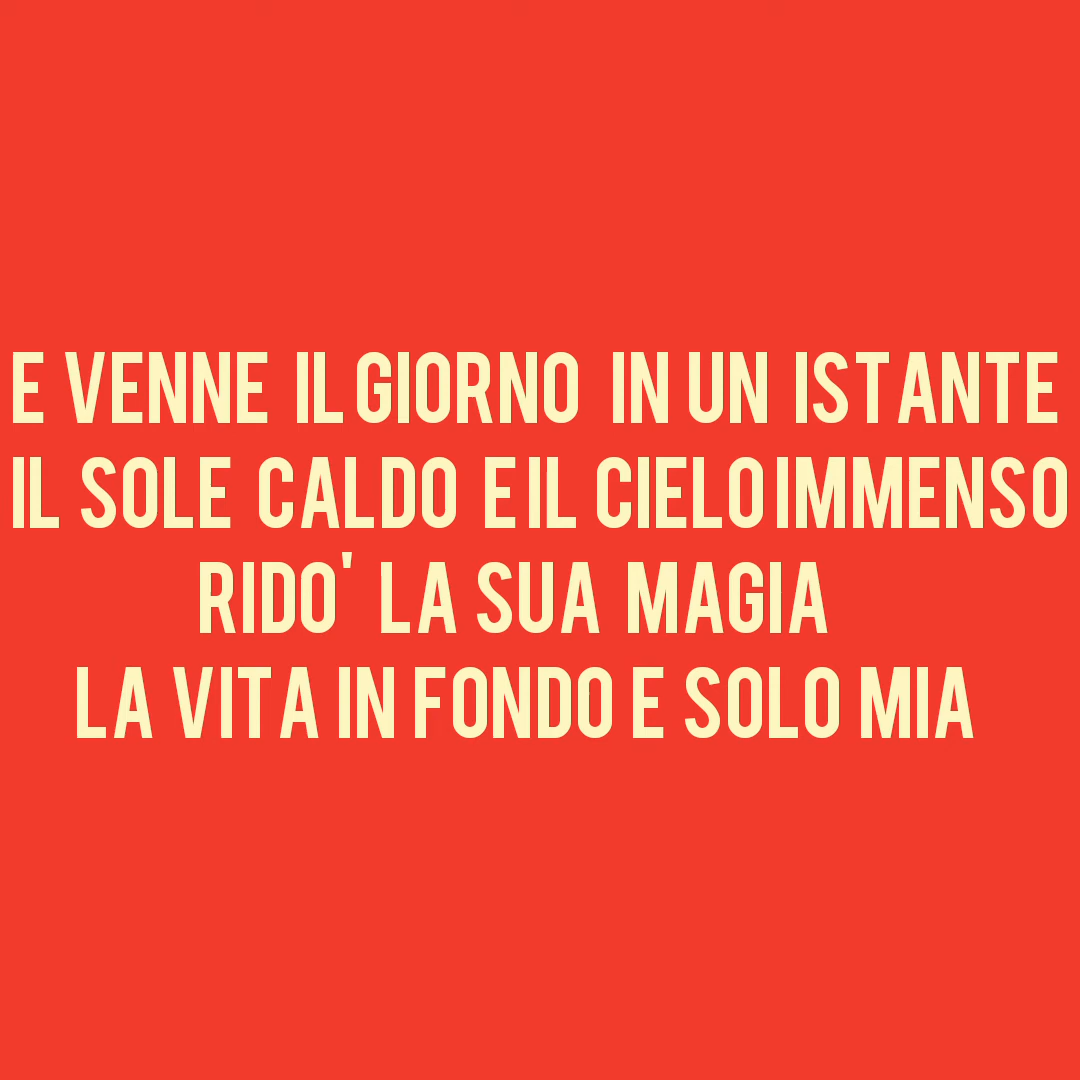 E VENNE IL GIORNO IN UN ISTANTE
IL SOLE CALDO E IL CIELO IMMENSO
RIDO' LA SUA MAGIA
LA VITA IN FONDO E SOLO MIA